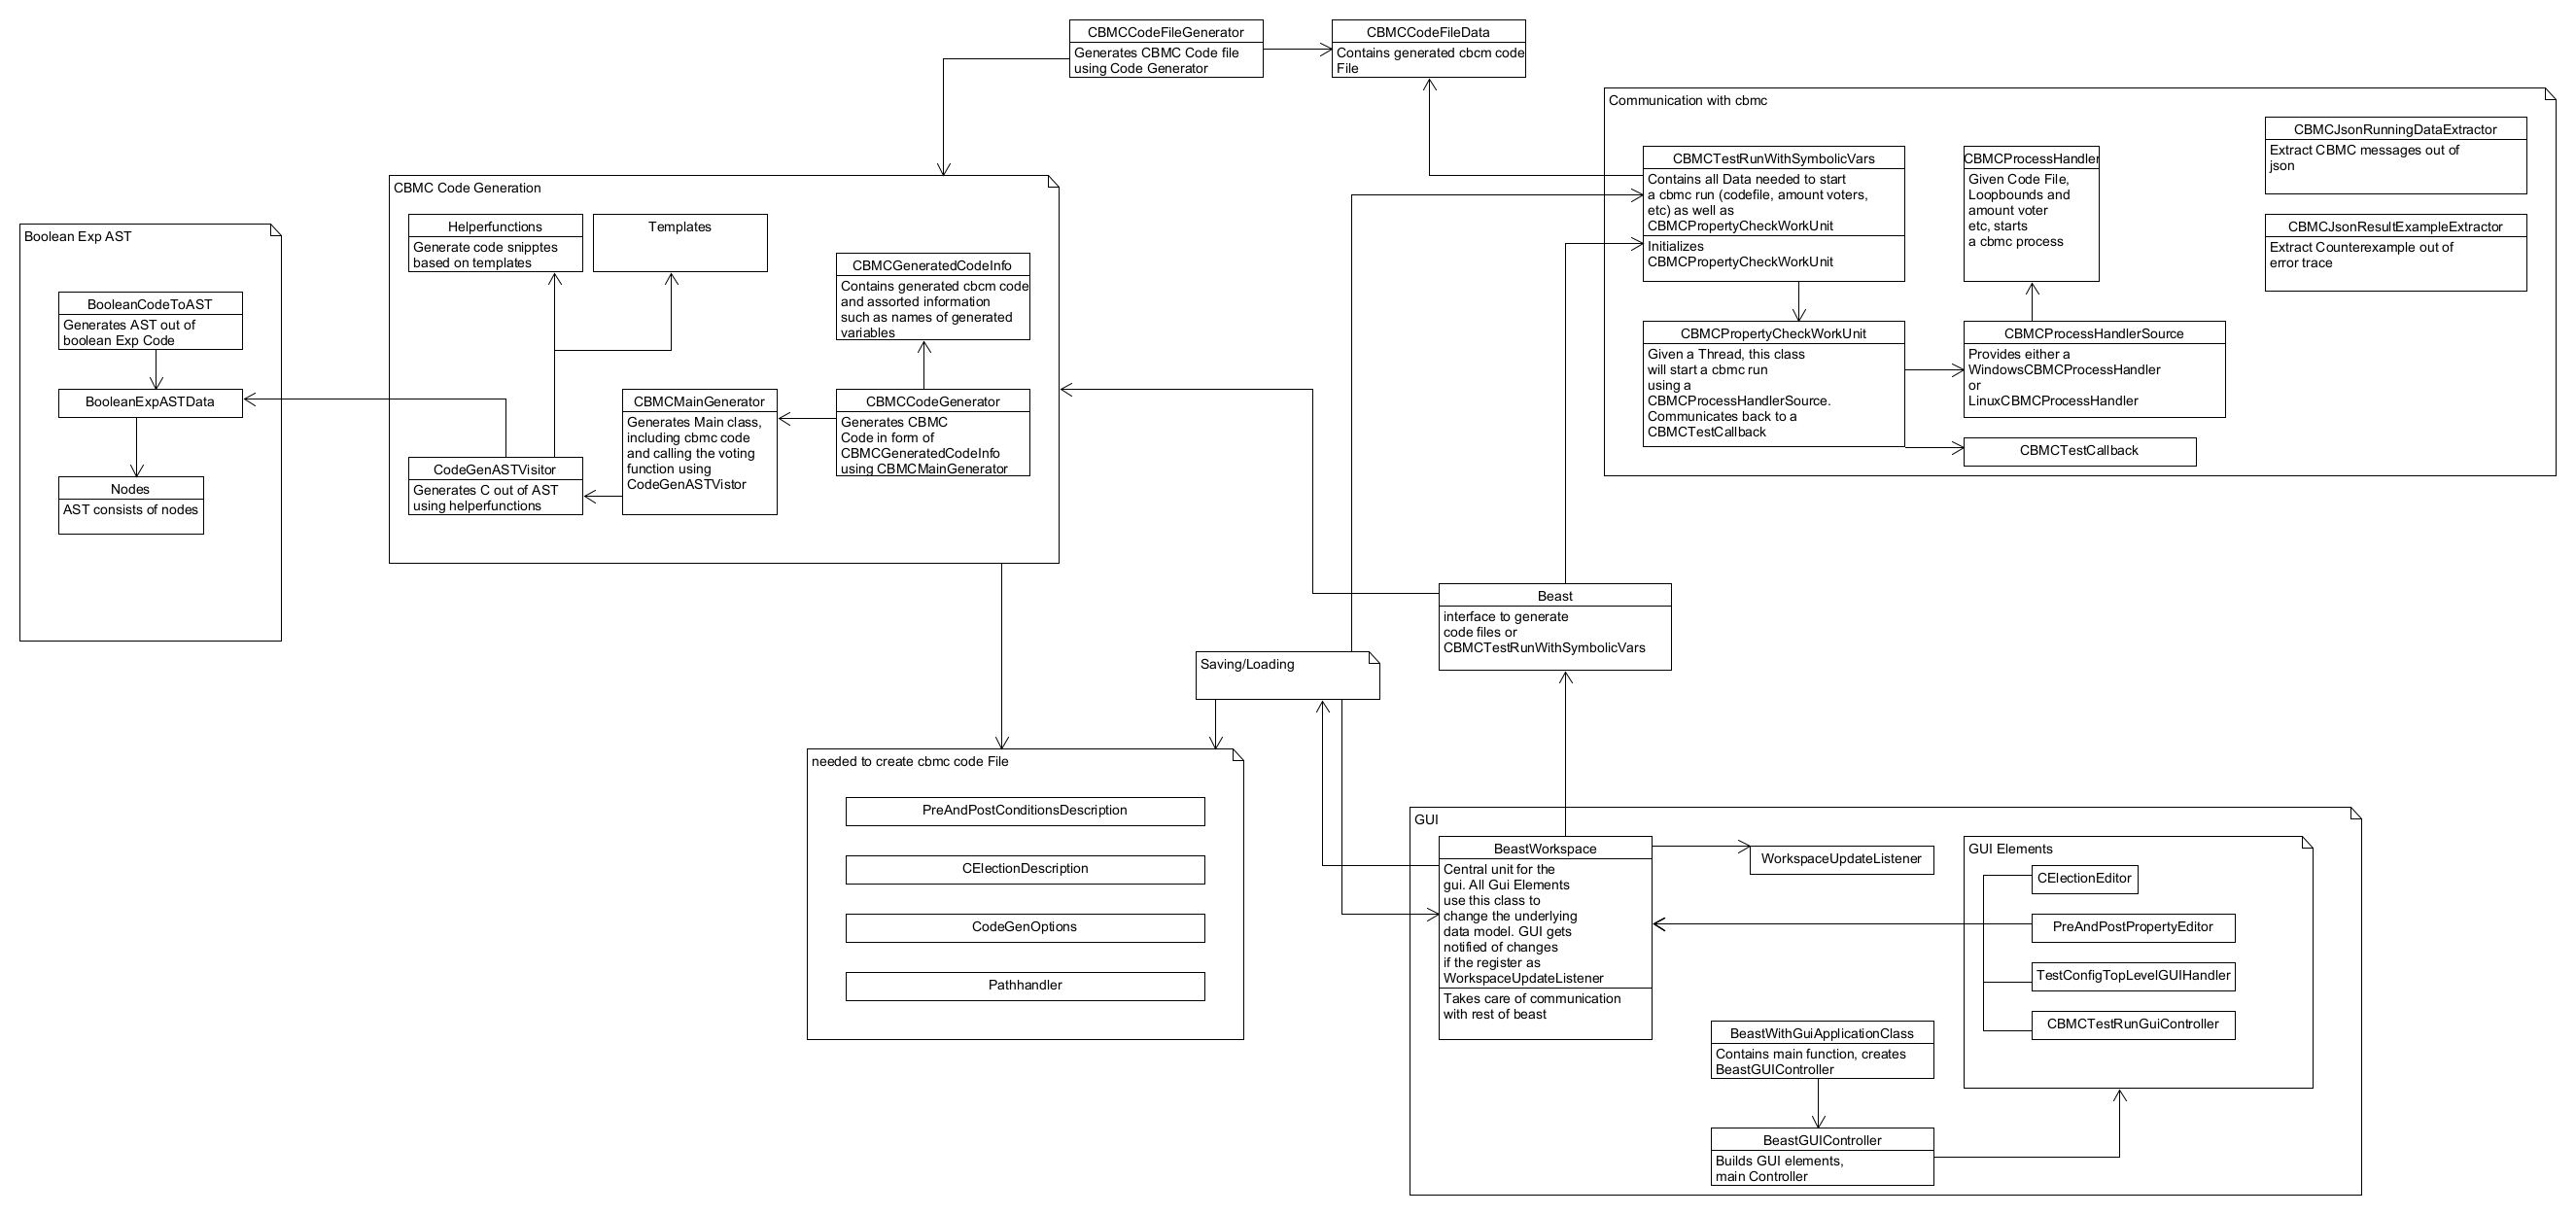 CBMCCodeFileGenerator
Generates CBMC Code file
using Code Generator
CBMCCodeFileData
Contains generated cbcm code
File
Communication with cbmc
CBMCTestRunWithSymbolicVars
Contains all Data needed to start
a cbmc run (codefile, amount voters,
etc) as well as
CBMCPropertyCheckWorkUnit
Initializes
CBMCPropertyCheckWorkUnit
CBMCProcessHandler
Given Code File,
Loopbounds and
amount voter
etc, starts
a cbmc process
CBMCJsonRunningDataExtractor
Extract CBMC messages out of
json
CBMCJsonResultExampleExtractor
Extract Counterexample out of
error trace
CBMCPropertyCheckWorkUnit
Given a Thread, this class
will start a cbmc run
using a
CBMCProcessHandlerSource.
Communicates back to a
CBMCTestCallback
CBMCProcessHandlerSource
Provides either a
WindowsCBMCProcessHandler
or
LinuxCBMCProcessHandler
CBMCTestCallback
CBMC Code Generation
Helperfunctions
Generate code snipptes
based on templates
Templates
CBMCGeneratedCodeInfo
Contains generated cbcm code
and assorted information
such as names of generated
variables
CBMCMainGenerator
Generates Main class,
including cbmc code
and calling the voting
function using
CodeGenASTVistor
CBMCCodeGenerator
Generates CBMC
Code in form of
CBMCGeneratedCodeInfo
using CBMCMainGenerator
CodeGenASTVisitor
Generates C out of AST
using helperfunctions
Boolean Exp AST
BooleanCodeToAST
Generates AST out of
boolean Exp Code
BooleanExpASTData
Nodes
AST consists of nodes
Beast
interface to generate
code files or
CBMCTestRunWithSymbolicVars
Saving/Loading
needed to create cbmc code File
PreAndPostConditionsDescription
CElectionDescription
CodeGenOptions
Pathhandler
GUI
BeastWorkspace
Central unit for the
gui. All Gui Elements
use this class to
change the underlying
data model. GUI gets
notified of changes
if the register as
WorkspaceUpdateListener
Takes care of communication
with rest of beast
WorkspaceUpdateListener
GUI Elements
CElectionEditor
PreAndPostPropertyEditor
TestConfigTopLevelGUIHandler
CBMCTestRunGuiController
BeastWithGuiApplicationClass
Contains main function, creates
BeastGUIController
BeastGUIController
Builds GUI elements,
main Controller